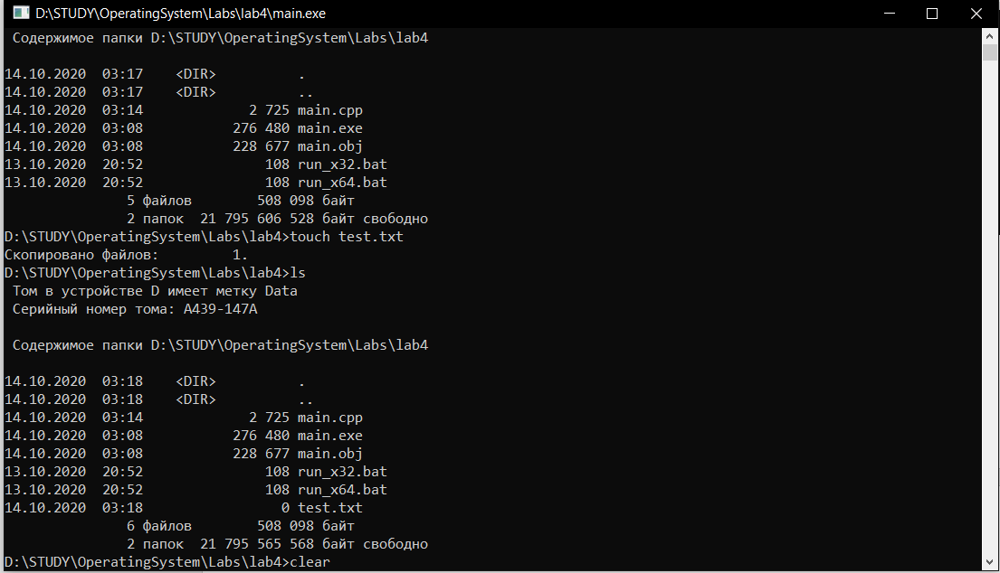 D:\STUDY\OperatingSystem\Labs\lab4\main.exe
Содержимое папки D:\STUDY\OperatingSystem\Labs\lab4
14.10.2020  03:17    <DIR>          .
14.10.2020  03:17    <DIR>          ..
14.10.2020  03:14             2 725 main.cpp
14.10.2020  03:08           276 480 main.exe
14.10.2020  03:08           228 677 main.obj
13.10.2020  20:52               108 run_x32.bat
13.10.2020  20:52               108 run_x64.bat
               5 файлов        508 098 байт
               2 папок  21 795 606 528 байт свободно
D:\STUDY\OperatingSystem\Labs\lab4>touch test.txt
Скопировано файлов:         1.
D:\STUDY\OperatingSystem\Labs\lab4>ls
Том в устройстве D имеет метку Data
Серийный номер тома: A439-147A
Содержимое папки D:\STUDY\OperatingSystem\Labs\lab4
14.10.2020  03:18    <DIR>          .
14.10.2020  03:18    <DIR>          ..
14.10.2020  03:14             2 725 main.cpp
14.10.2020  03:08           276 480 main.exe
14.10.2020  03:08           228 677 main.obj
13.10.2020  20:52               108 run_x32.bat
13.10.2020  20:52               108 run_x64.bat
14.10.2020  03:18                 0 test.txt
               6 файлов        508 098 байт
               2 папок  21 795 565 568 байт свободно
D:\STUDY\OperatingSystem\Labs\lab4>clear